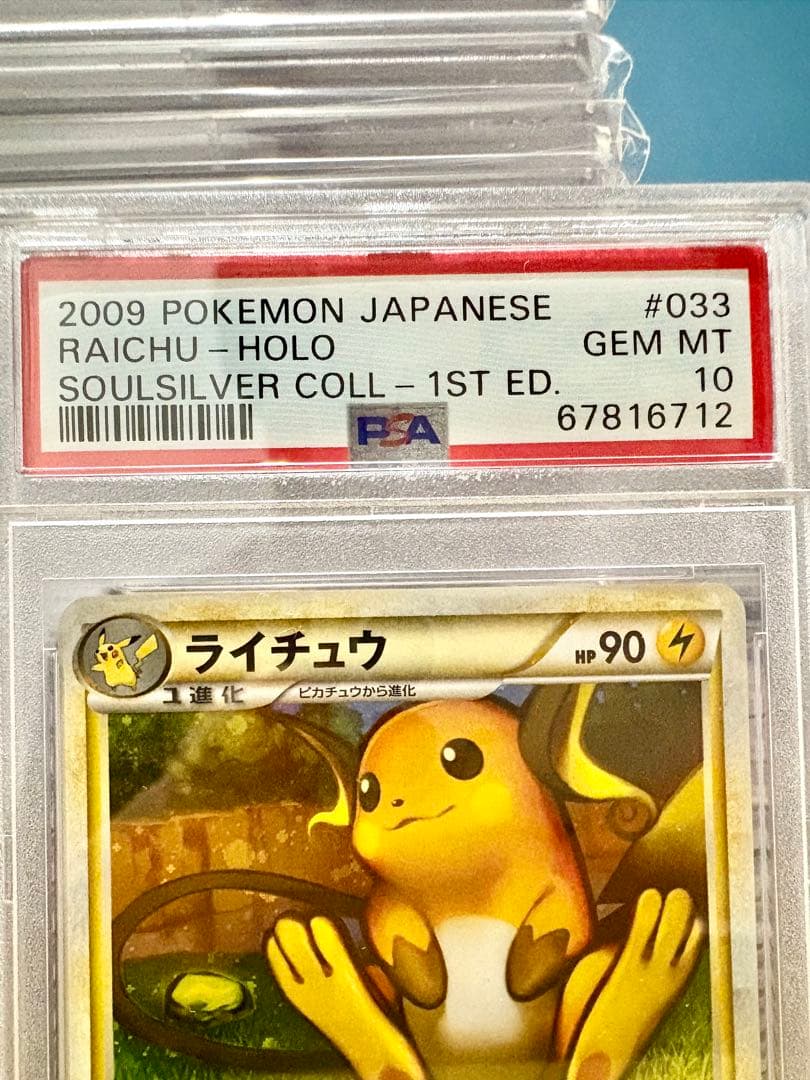 2009 POKEMON JAPANESE #033
RAICHU - HOLO GEM MT
SOULSILVER COLL - 1ST ED. 10
PSA 67816712
ライチュウ HP90
1進化 ピカチュウから進化